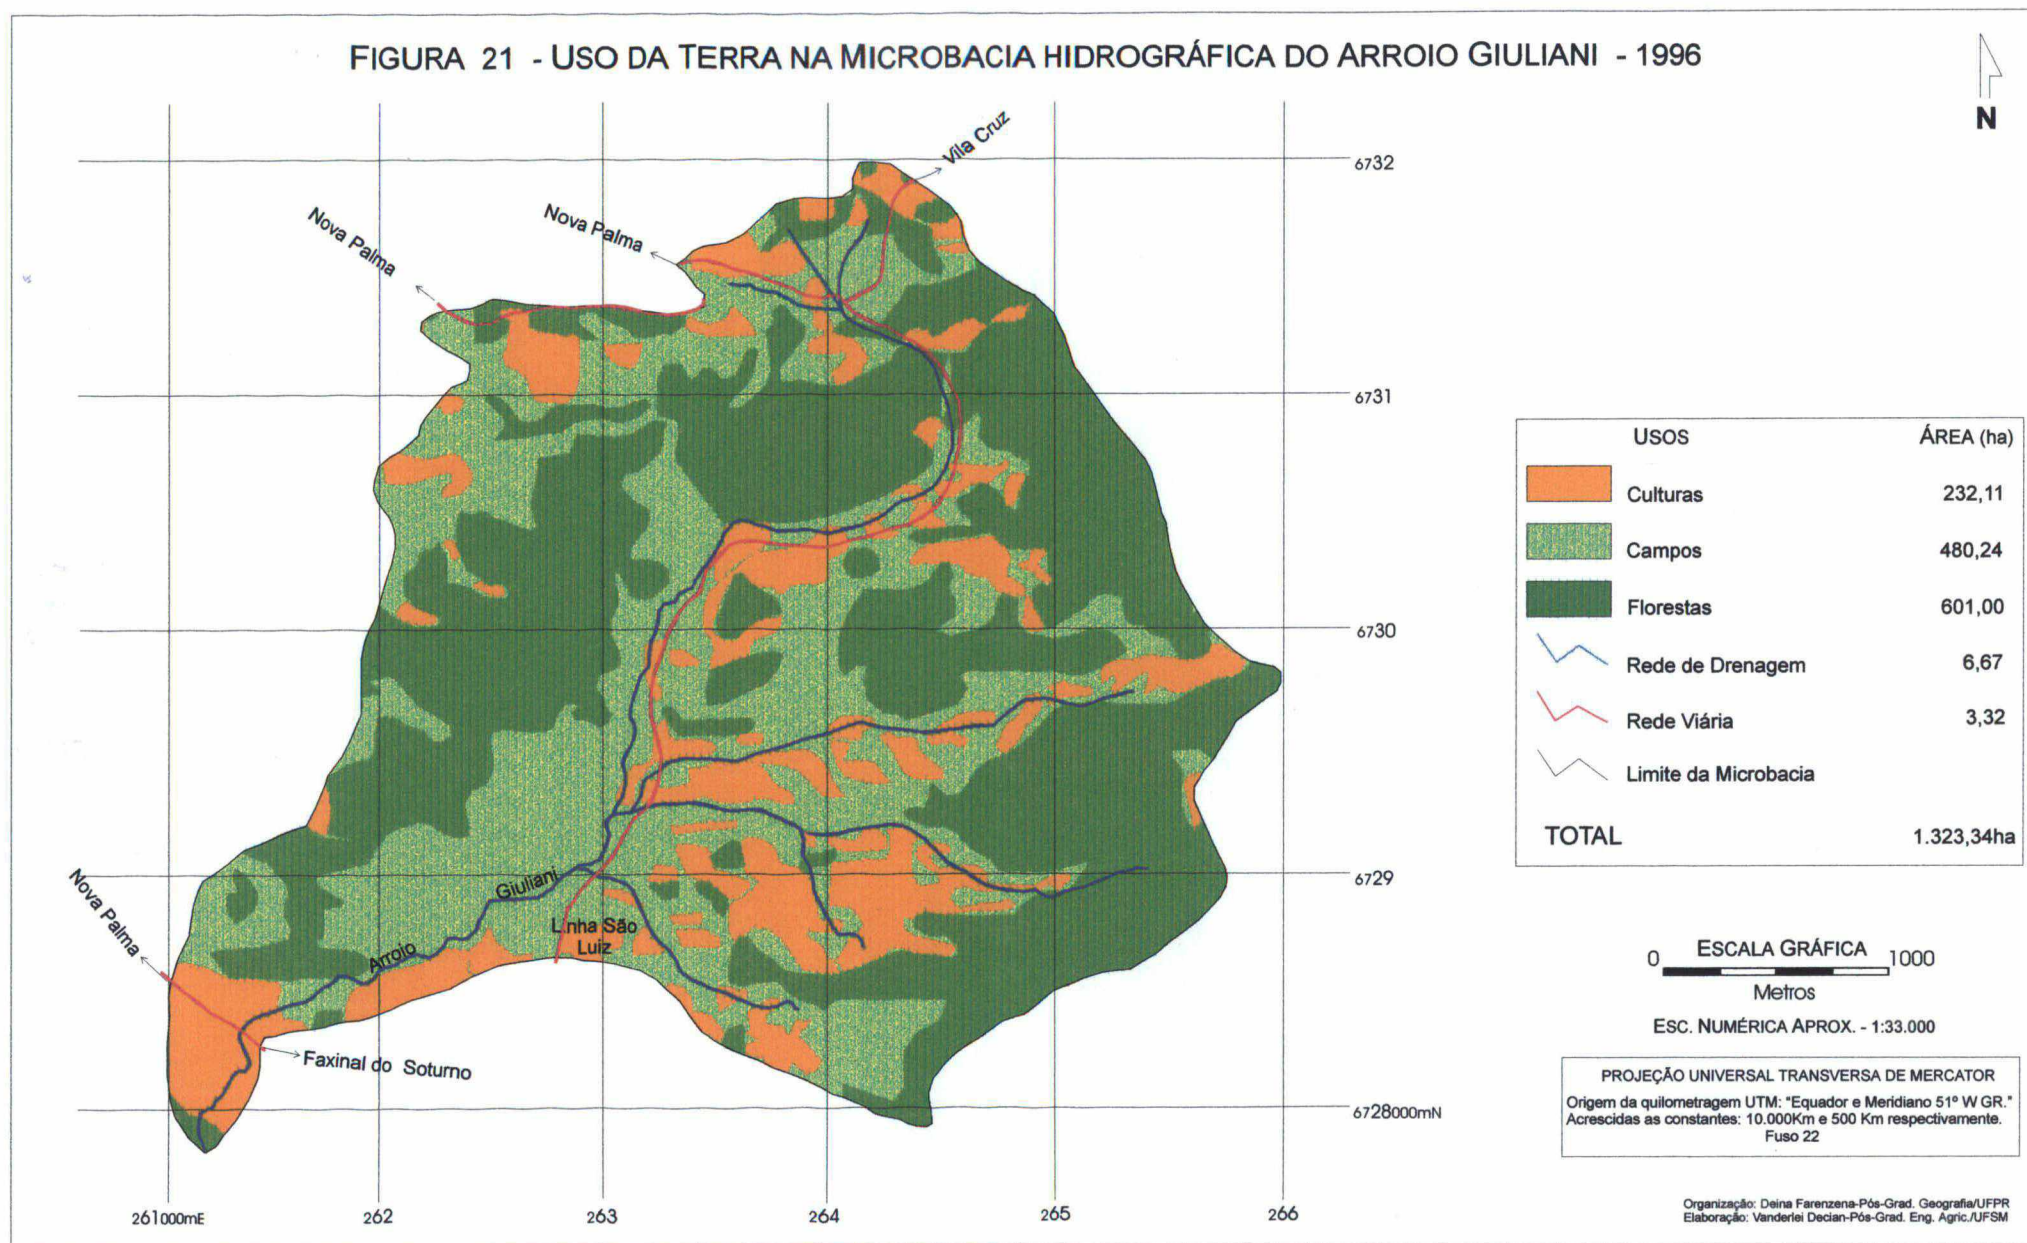 FIGURA 21 - USO DA TERRA NA MICROBACIA HIDROGRÁFICA DO ARROIO GIULIANI - 1996
N
Vila Cruz
6732
Nova Palma
Nova Palma
6731
USOS ÁREA (ha)
Culturas 232,11
Campos 480,24
Florestas 601,00
Rede de Drenagem 6,67
Rede Viária 3,32
Limite da Microbacia
TOTAL 1.323,34ha
6730
6729
Nova Palma
Giuliani
Arroio
Linha São
Luiz
Faxinal do Soturno
6728000mN
261000mE 262 263 264 265 266
ESCALA GRÁFICA
0 1000
Metros
ESC. NUMÉRICA APROX. - 1:33.000
PROJEÇÃO UNIVERSAL TRANSVERSA DE MERCATOR
Origem da quilometragem UTM: "Equador e Meridiano 51º W GR."
Acrescidas as constantes: 10.000Km e 500 Km respectivamente.
Fuso 22
Organização: Deina Farenzena-Pós-Grad. Geografia/UFPR
Elaboração: Vanderlei Decian-Pós-Grad. Eng. Agric./UFSM